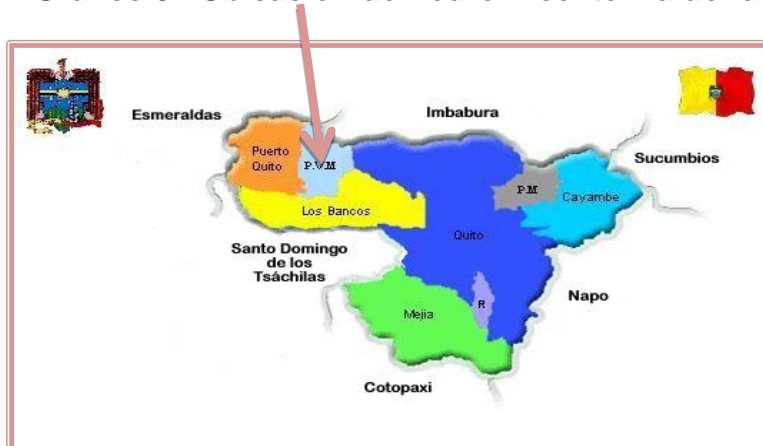 Esmeraldas
Imbabura
Sucumbios
Puerto
Quito
P.V.M
P.M
Cayambe
Los Bancos
Quito
Santo Domingo
de los
Tsáchilas
Napo
R
Mejia
Cotopaxi